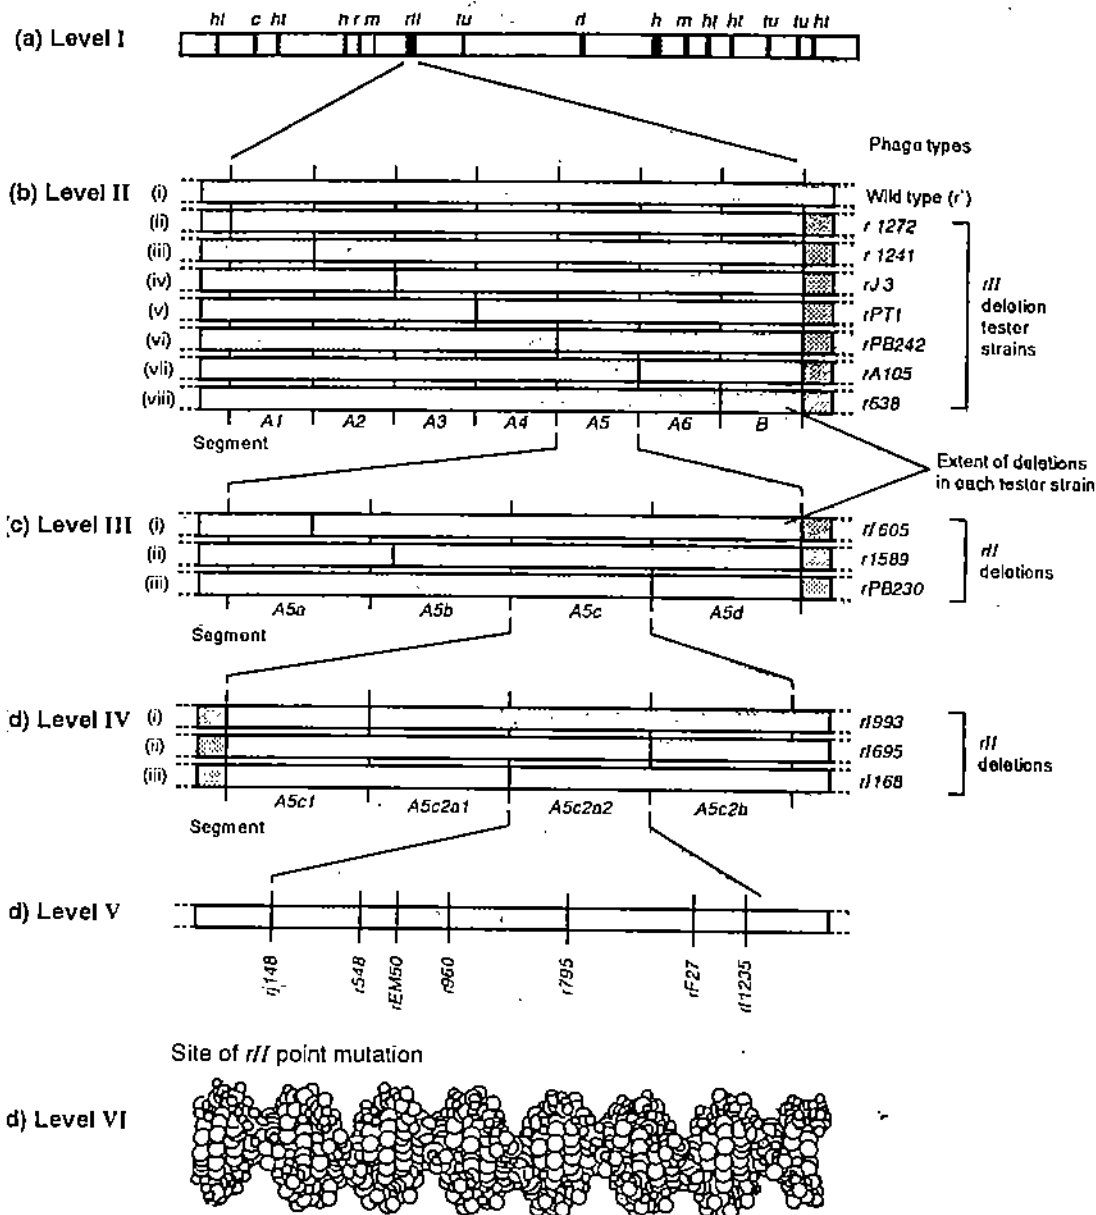 hl c ht h r m rII tu d h m ht ht tu tu ht
(a) Level I
Phage types
(b) Level II
(i) Wild type (r⁺)
(ii) r 1272
(iii) r 1241
(iv) rJ 3
(v) rPT1
(vi) rPB242
(vii) rA105
(viii) r638
rII deletion tester strains
A1 A2 A3 A4 A5 A6 B
Segment
Extent of deletions
in each tester strain
(c) Level III
(i) r1605
(ii) r1589
(iii) rPB230
rII deletions
A5a A5b A5c A5d
Segment
d) Level IV
(i) rI993
(ii) rI695
(iii) rI168
rII deletions
A5c1 A5c2a1 A5c2a2 A5c2b
Segment
d) Level V
rj148 r548 rEM50 r960 r795 rF27 rI1235
Site of rII point mutation
d) Level VI